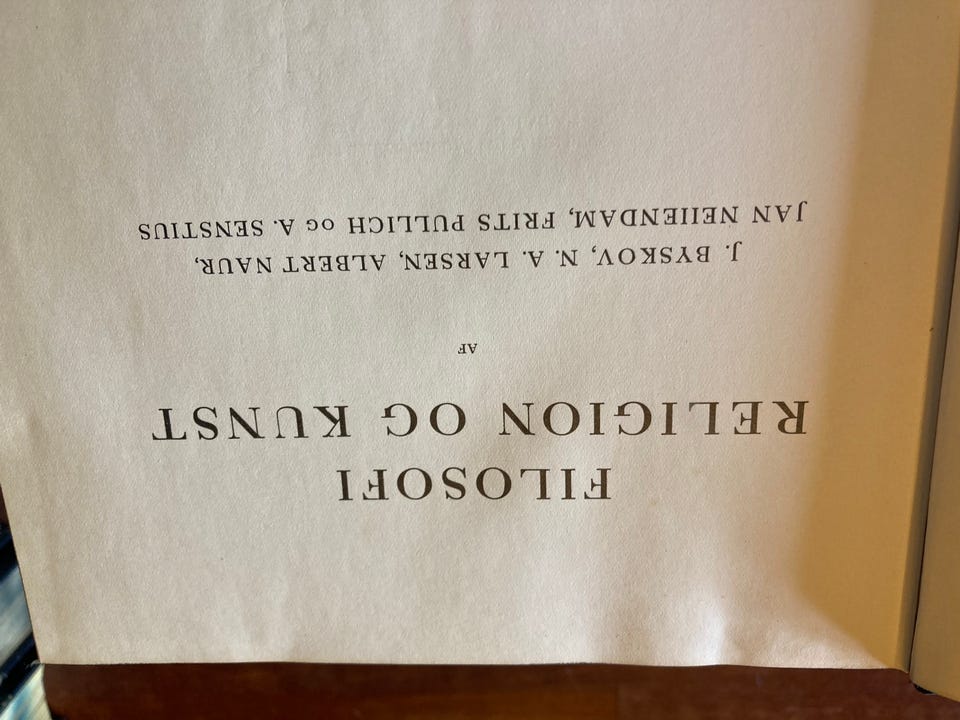 FILOSOFI
RELIGION OG KUNST
AF
J. BYSKOV, N. A. LARSEN, ALBERT NAUR,
JAN NEIIENDAM, FRITS PULLICH OG A. SENSTIUS